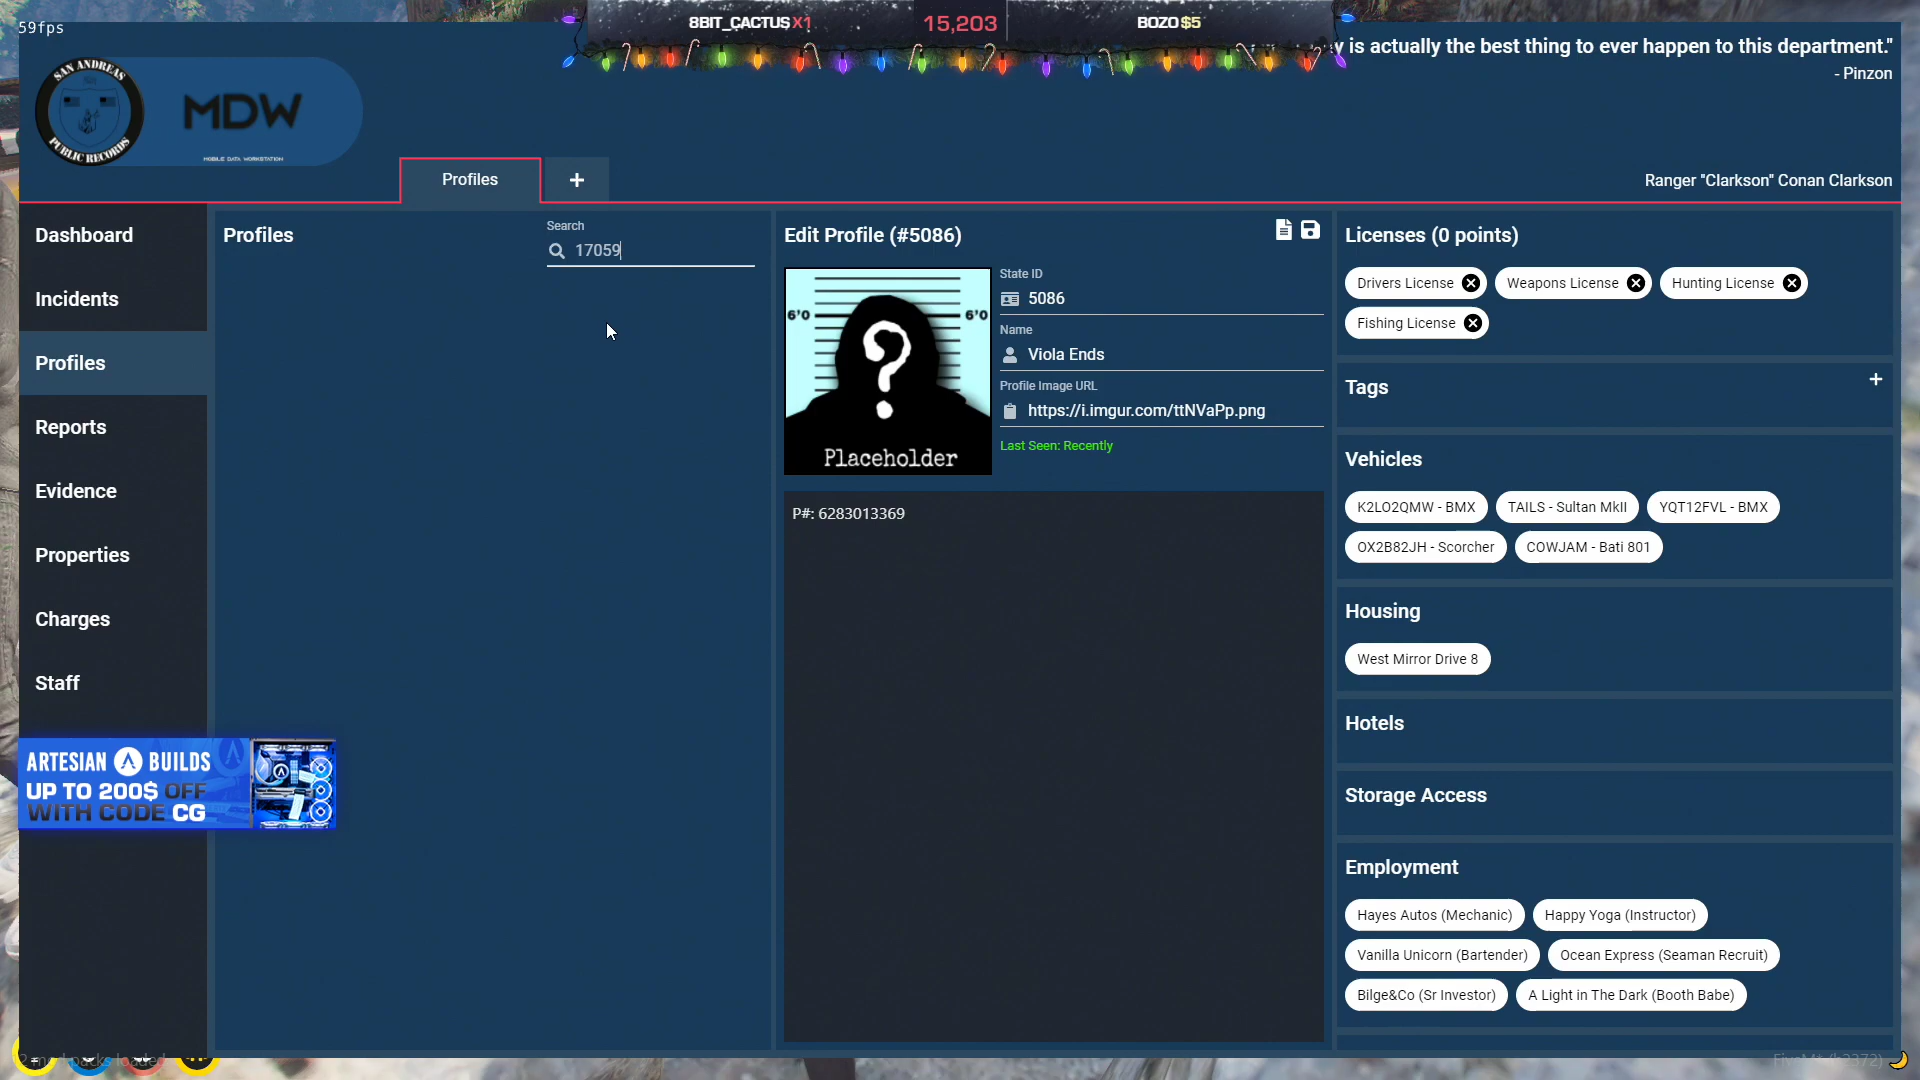 59fps
8BIT_CACTUS X1
15,203
BOZO $5
y is actually the best thing to ever happen to this department."
- Pinzon
SAN ANDREAS
PUBLIC RECORDS
MDW
MOBILE DATA WORKSTATION
Profiles
+
Ranger "Clarkson" Conan Clarkson
Dashboard
Incidents
Profiles
Reports
Evidence
Properties
Charges
Staff
ARTESIAN BUILDS
UP TO 200$ OFF
WITH CODE CG
Profiles
Search
17059
Edit Profile (#5086)
6'0 6'0
Placeholder
State ID
5086
Name
Viola Ends
Profile Image URL
https://i.imgur.com/ttNVaPp.png
Last Seen: Recently
P#: 6283013369
Licenses (0 points)
Drivers License
Weapons License
Hunting License
Fishing License
Tags
+
Vehicles
K2LO2QMW - BMX
TAILS - Sultan MkII
YQT12FVL - BMX
OX2B82JH - Scorcher
COWJAM - Bati 801
Housing
West Mirror Drive 8
Hotels
Storage Access
Employment
Hayes Autos (Mechanic)
Happy Yoga (Instructor)
Vanilla Unicorn (Bartender)
Ocean Express (Seaman Recruit)
Bilge&Co (Sr Investor)
A Light in The Dark (Booth Babe)
loaded